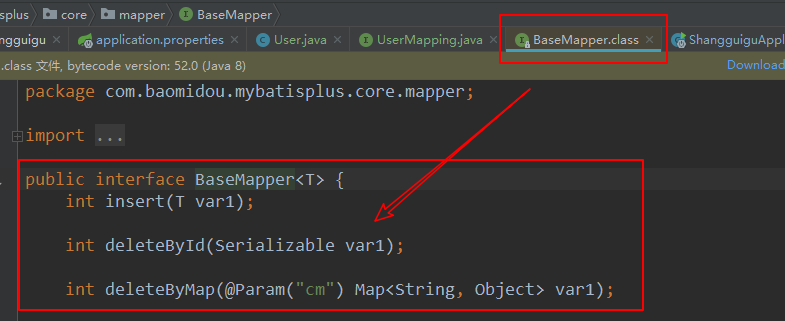 splus core mapper BaseMapper
ngguigu application.properties User.java UserMapping.java BaseMapper.class ShangguiguAppl
.class 文件, bytecode version: 52.0 (Java 8) Download
package com.baomidou.mybatisplus.core.mapper;
import ...
public interface BaseMapper<T> {
int insert(T var1);
int deleteById(Serializable var1);
int deleteByMap(@Param("cm") Map<String, Object> var1);